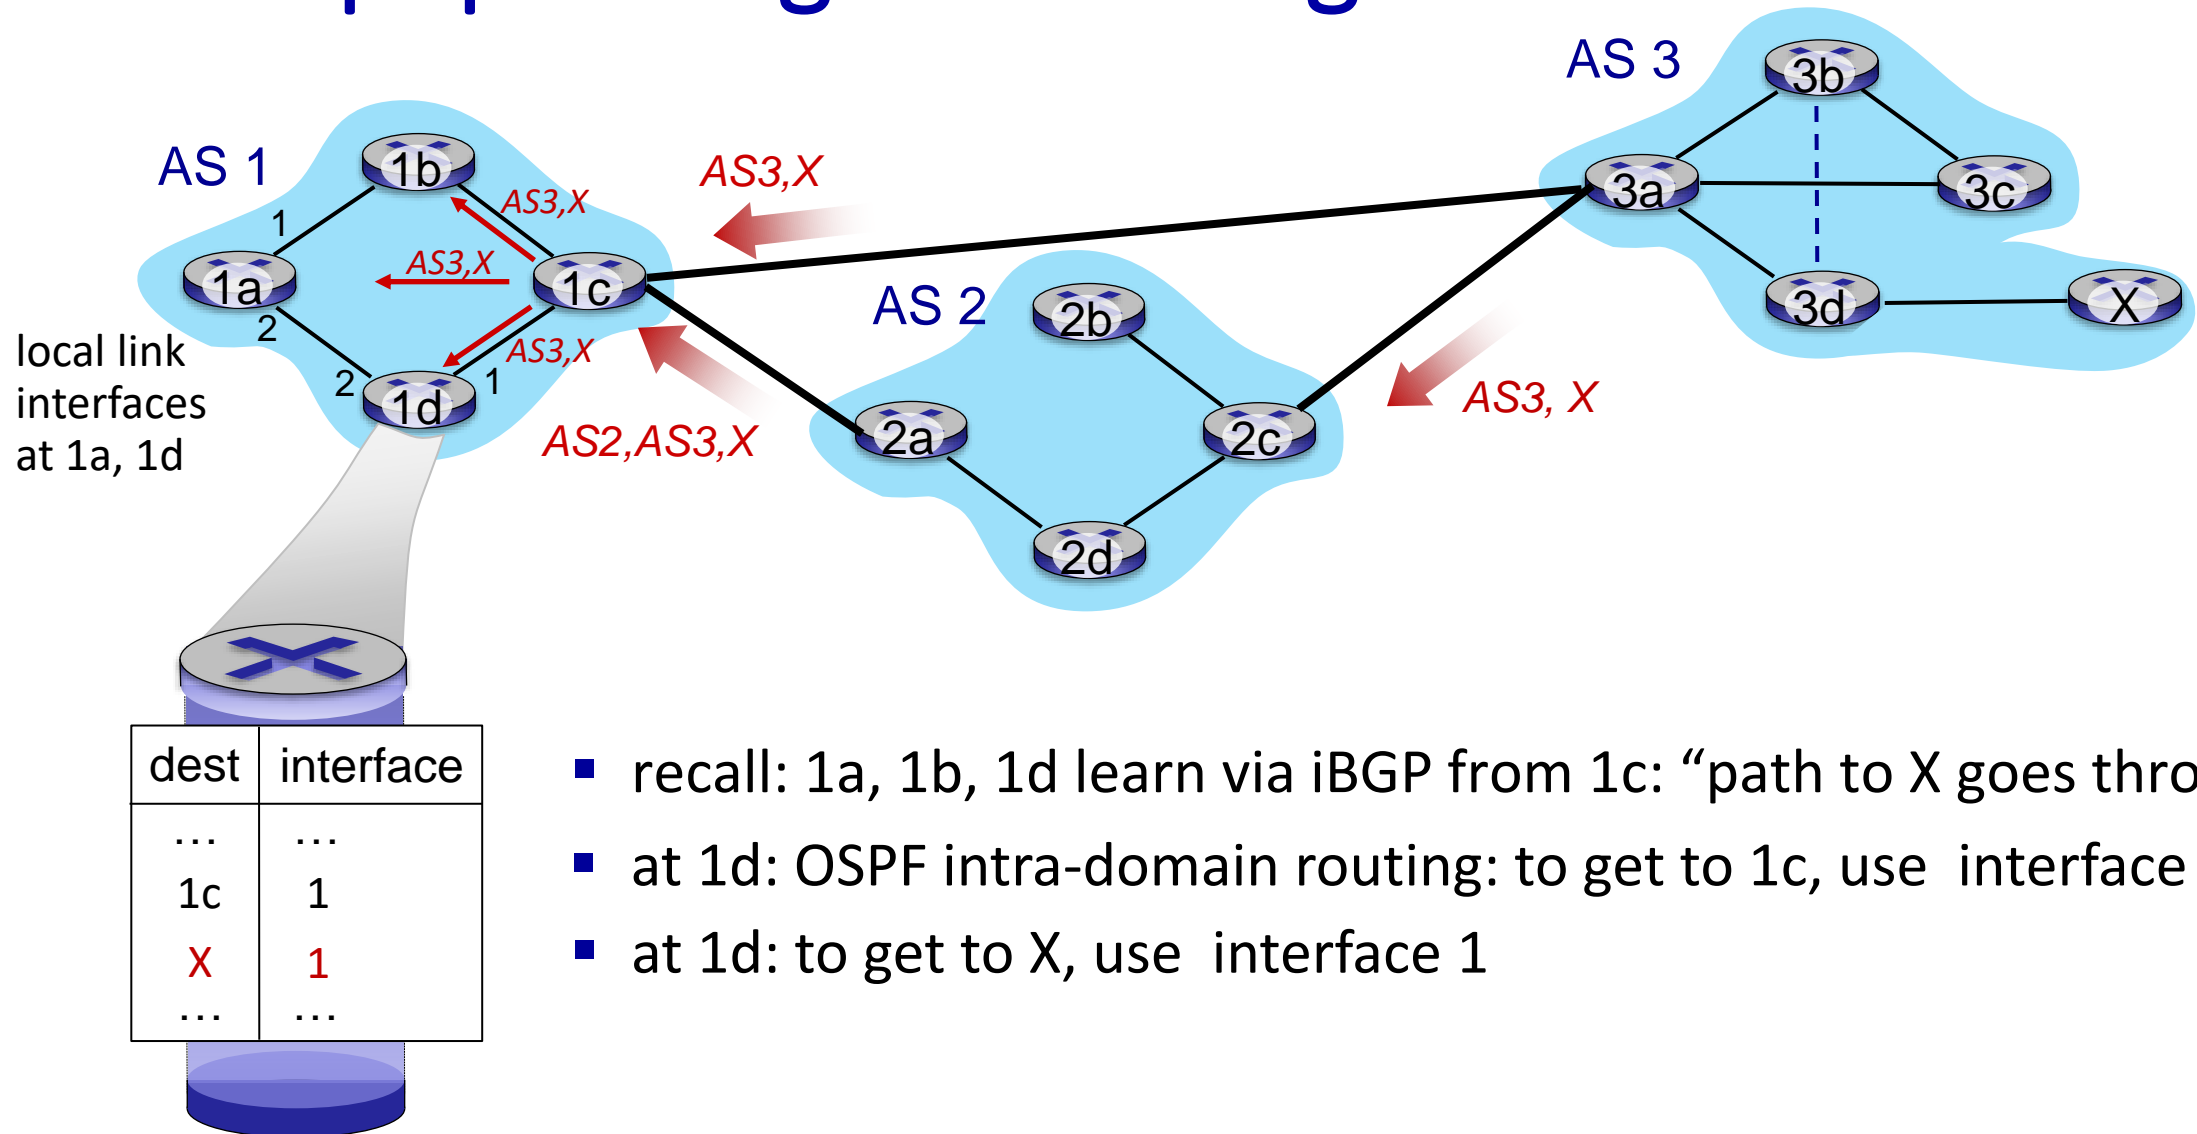 AS 3
3b
AS 1
1b
AS3,X
3a
3c
AS3,X
1
AS3,X
1a
1c
AS 2
2b
3d
X
2
local link
interfaces
at 1a, 1d
AS3,X
2
1
1d
AS3, X
AS2,AS3,X
2a
2c
2d
dest interface
... ...
1c 1
X 1
... ...
▪ recall: 1a, 1b, 1d learn via iBGP from 1c: “path to X goes
▪ at 1d: OSPF intra-domain routing: to get to 1c, use interface
▪ at 1d: to get to X, use interface 1